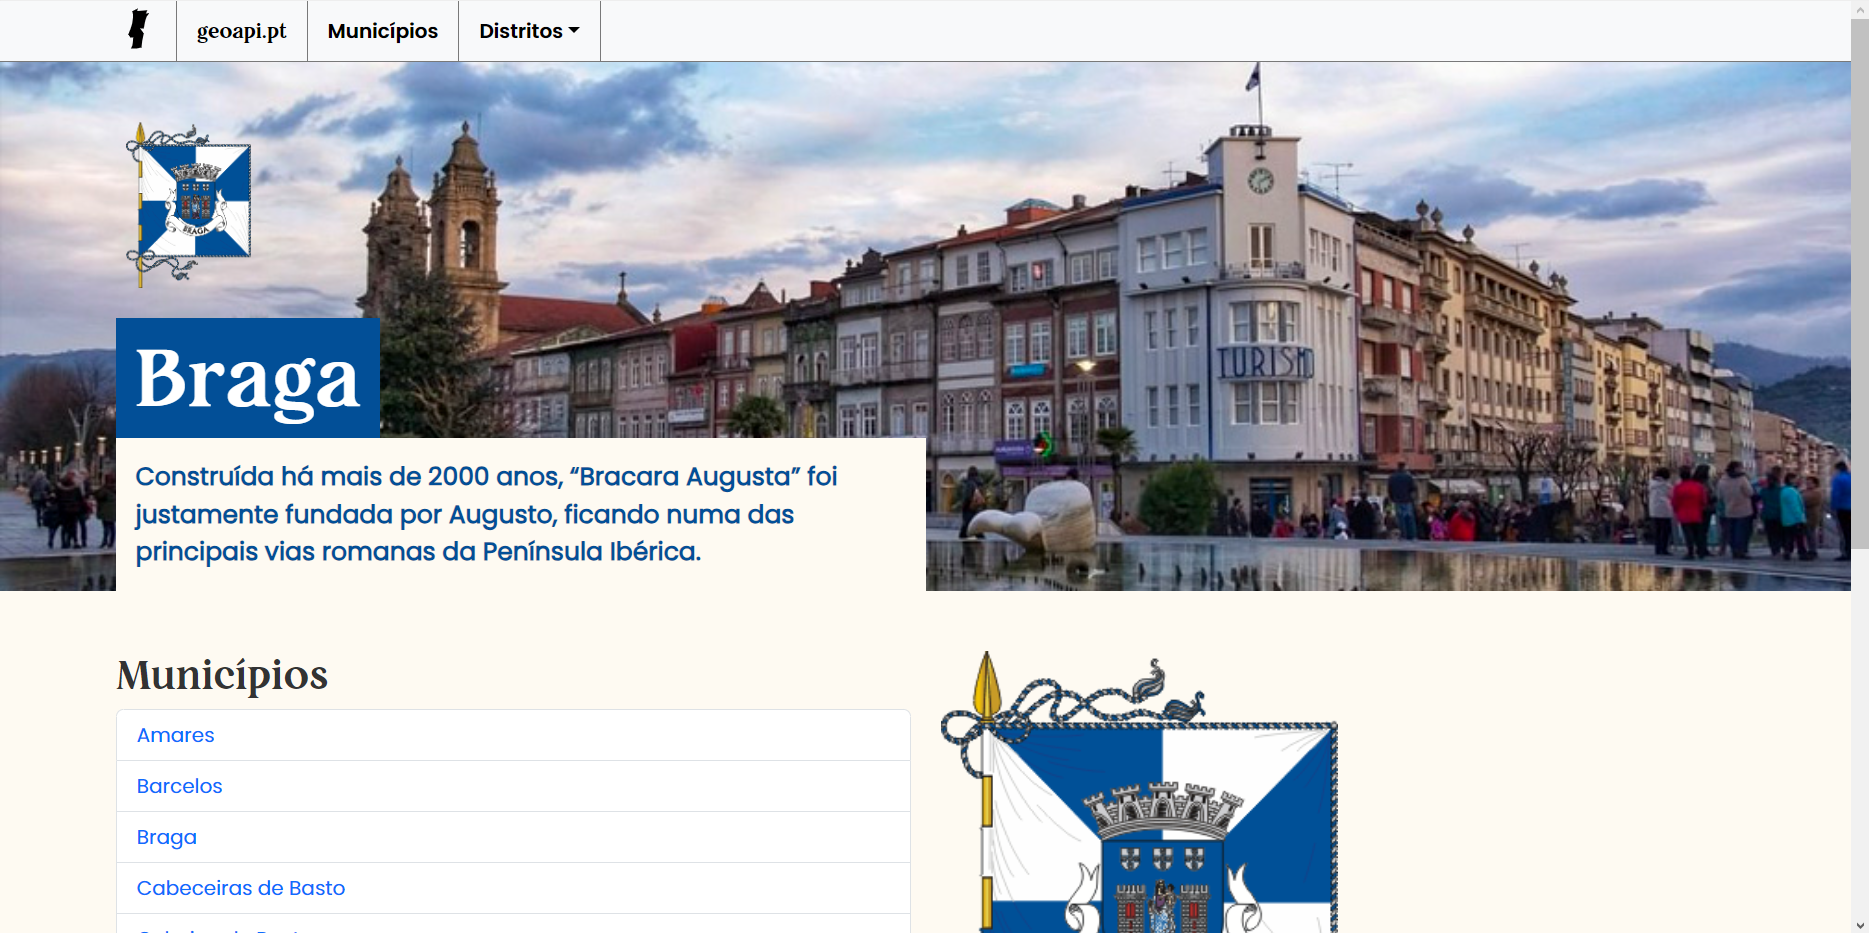 geoapi.pt
Municípios
Distritos
BRAGA
TURISMO
Braga
Construída há mais de 2000 anos, “Bracara Augusta” foi
justamente fundada por Augusto, ficando numa das
principais vias romanas da Península Ibérica.
Municípios
Amares
Barcelos
Braga
Cabeceiras de Basto